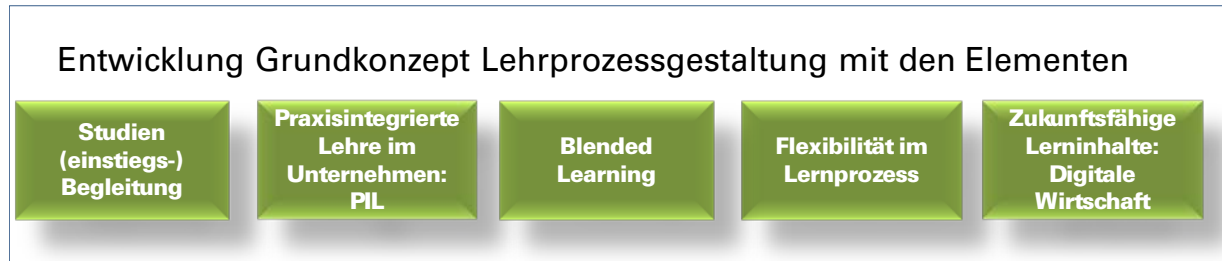 Entwicklung Grundkonzept Lehrprozessgestaltung mit den Elementen
Studien
(einstiegs-)
Begleitung
Praxisintegrierte
Lehre im
Unternehmen:
PIL
Blended
Learning
Flexibilität im
Lernprozess
Zukunftsfähige
Lerninhalte:
Digitale
Wirtschaft